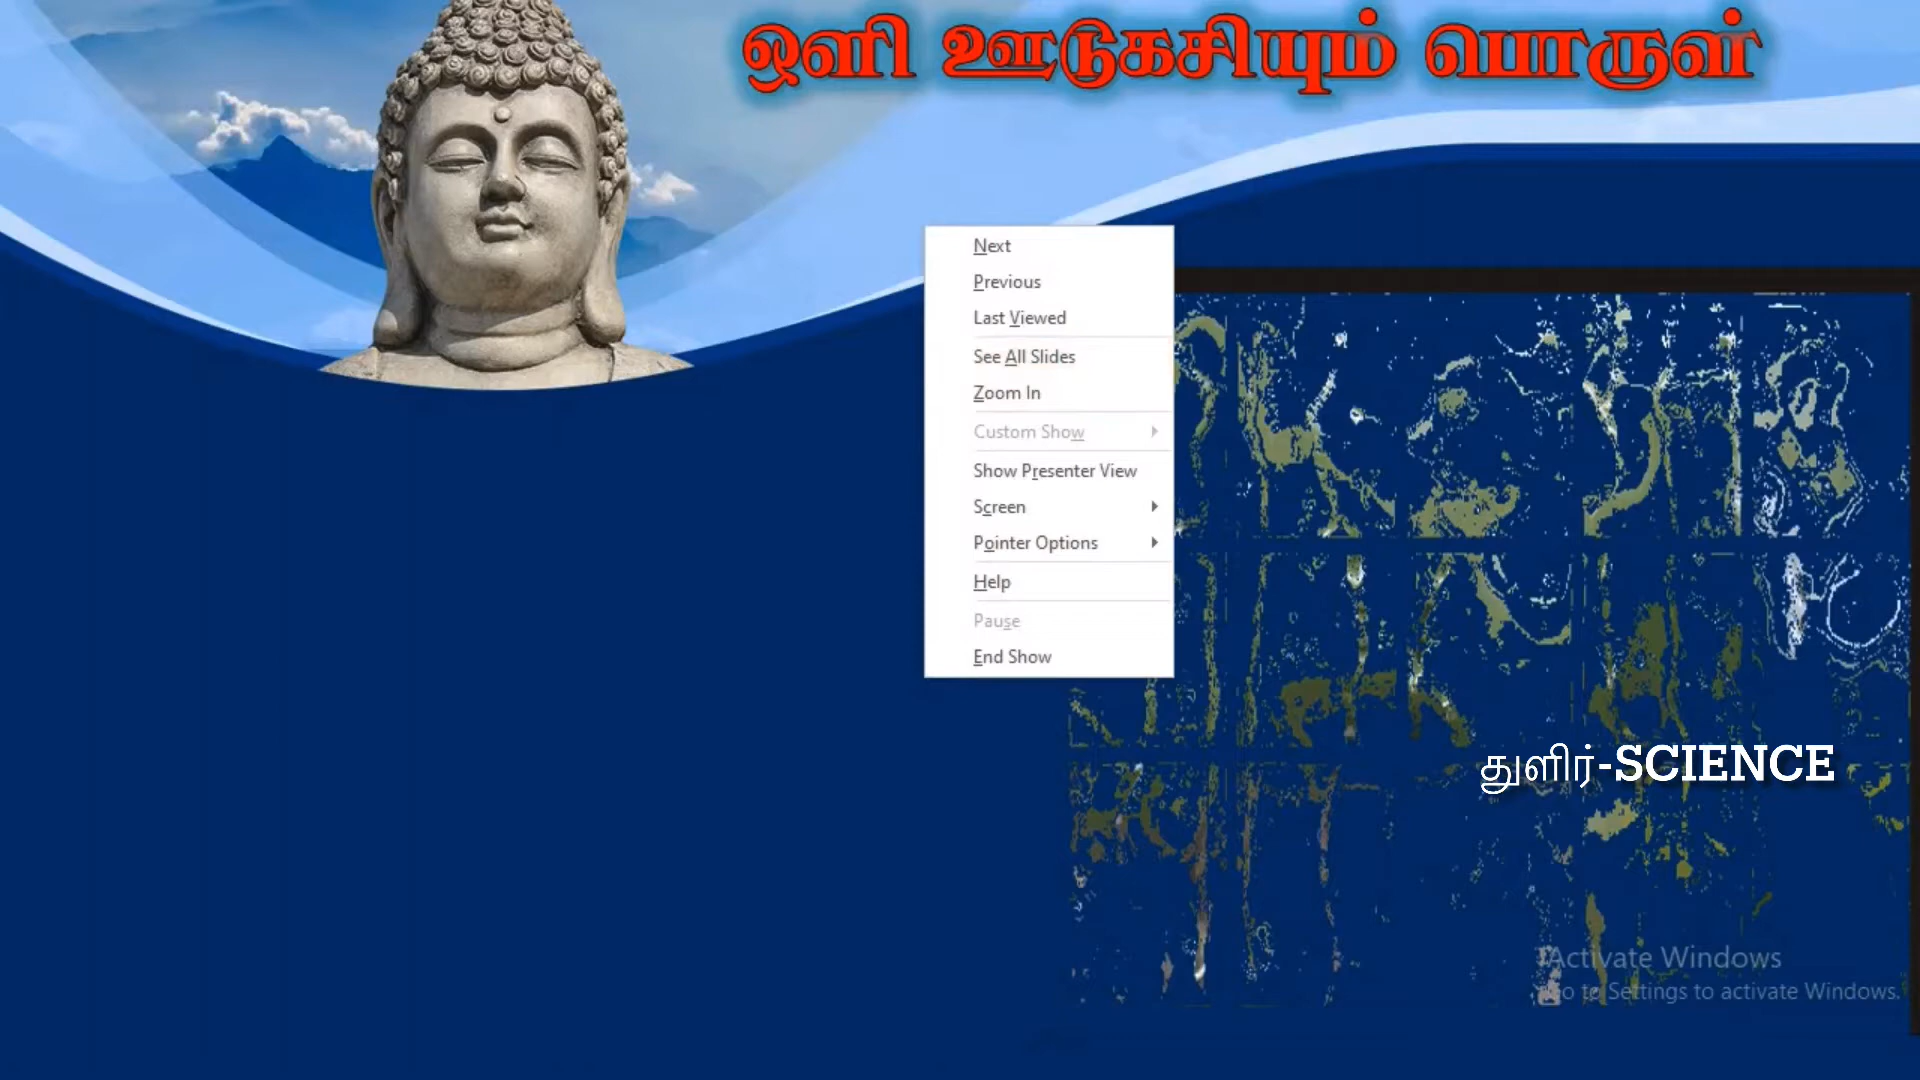 ஒளி ஊடுகசியும் பொருள்
Next
Previous
Last Viewed
See All Slides
Zoom In
Custom Show
Show Presenter View
Screen
Pointer Options
Help
Pause
End Show
துளிர்-SCIENCE
Activate Windows
Go to Settings to activate Windows.